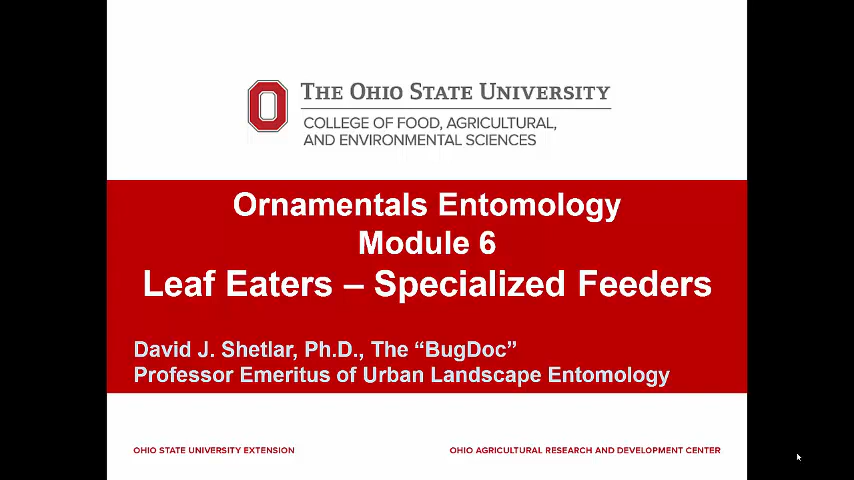 THE OHIO STATE UNIVERSITY
COLLEGE OF FOOD, AGRICULTURAL,
AND ENVIRONMENTAL SCIENCES
Ornamentals Entomology
Module 6
Leaf Eaters – Specialized Feeders
David J. Shetlar, Ph.D., The “BugDoc”
Professor Emeritus of Urban Landscape Entomology
OHIO STATE UNIVERSITY EXTENSION
OHIO AGRICULTURAL RESEARCH AND DEVELOPMENT CENTER